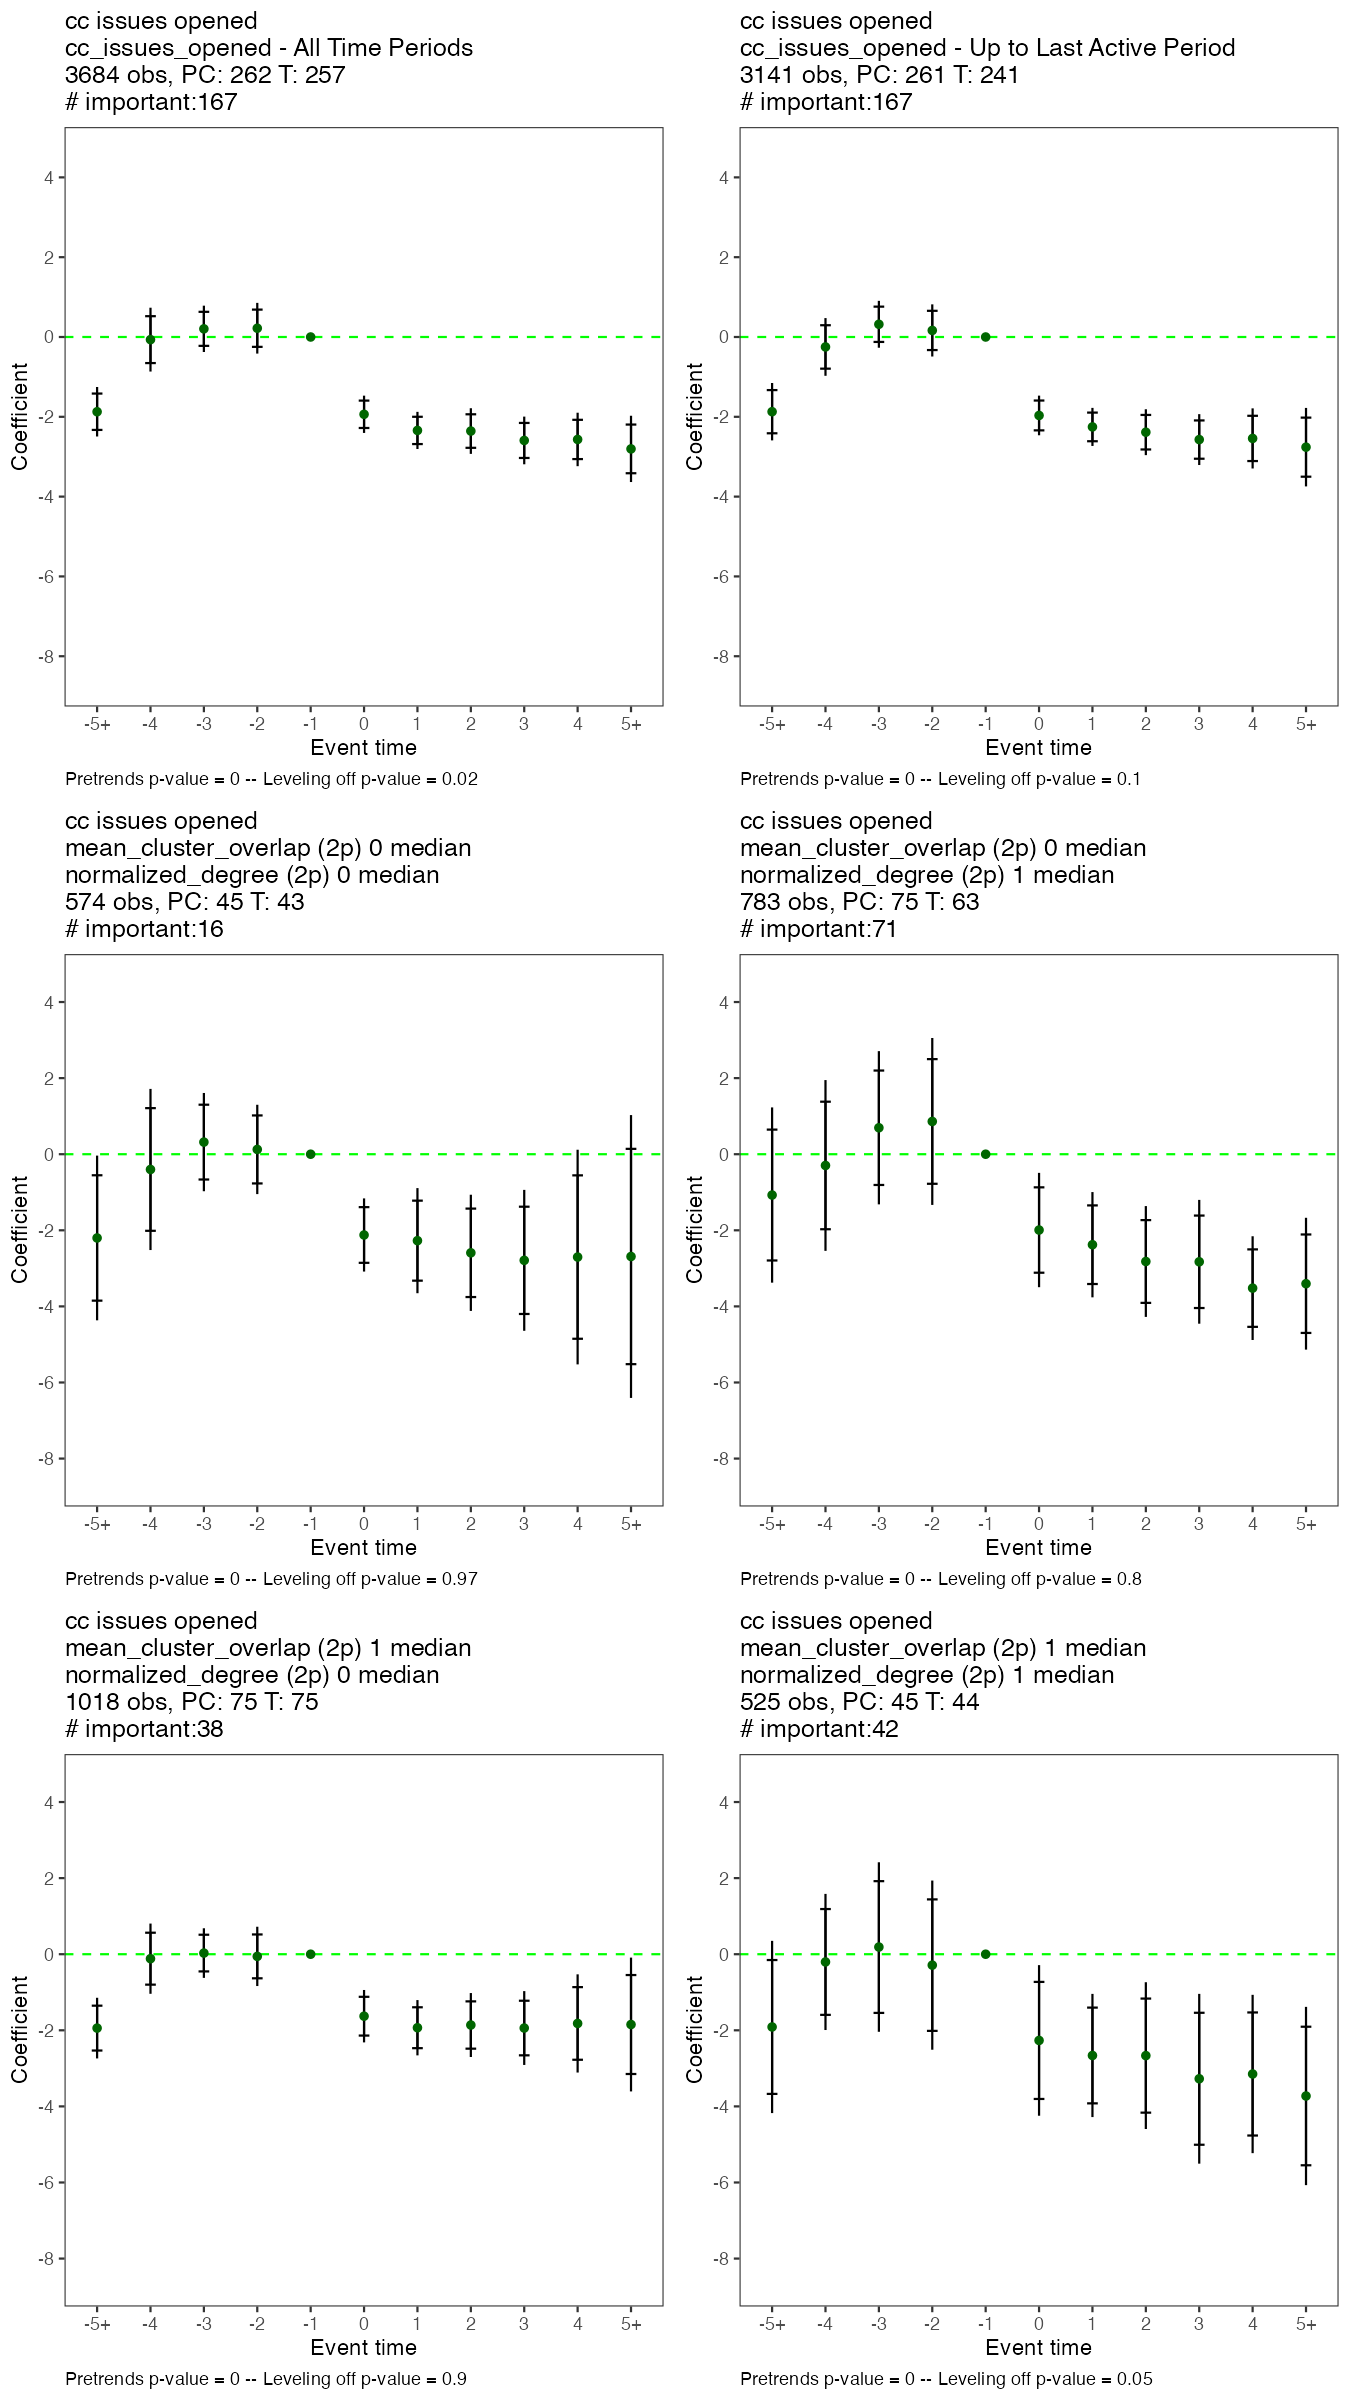 cc issues opened
cc_issues_opened - All Time Periods
3684 obs, PC: 262 T: 257
# important:167
4
2
0
-2
-4
-6
-8
Coefficient
-5+ -4 -3 -2 -1 0 1 2 3 4 5+
Event time
Pretrends p-value = 0 -- Leveling off p-value = 0.02
cc issues opened
cc_issues_opened - Up to Last Active Period
3141 obs, PC: 261 T: 241
# important:167
4
2
0
-2
-4
-6
-8
Coefficient
-5+ -4 -3 -2 -1 0 1 2 3 4 5+
Event time
Pretrends p-value = 0 -- Leveling off p-value = 0.1
cc issues opened
mean_cluster_overlap (2p) 0 median
normalized_degree (2p) 0 median
574 obs, PC: 45 T: 43
# important:16
4
2
0
-2
-4
-6
-8
Coefficient
-5+ -4 -3 -2 -1 0 1 2 3 4 5+
Event time
Pretrends p-value = 0 -- Leveling off p-value = 0.97
cc issues opened
mean_cluster_overlap (2p) 0 median
normalized_degree (2p) 1 median
783 obs, PC: 75 T: 63
# important:71
4
2
0
-2
-4
-6
-8
Coefficient
-5+ -4 -3 -2 -1 0 1 2 3 4 5+
Event time
Pretrends p-value = 0 -- Leveling off p-value = 0.8
cc issues opened
mean_cluster_overlap (2p) 1 median
normalized_degree (2p) 0 median
1018 obs, PC: 75 T: 75
# important:38
4
2
0
-2
-4
-6
-8
Coefficient
-5+ -4 -3 -2 -1 0 1 2 3 4 5+
Event time
Pretrends p-value = 0 -- Leveling off p-value = 0.9
cc issues opened
mean_cluster_overlap (2p) 1 median
normalized_degree (2p) 1 median
525 obs, PC: 45 T: 44
# important:42
4
2
0
-2
-4
-6
-8
Coefficient
-5+ -4 -3 -2 -1 0 1 2 3 4 5+
Event time
Pretrends p-value = 0 -- Leveling off p-value = 0.05